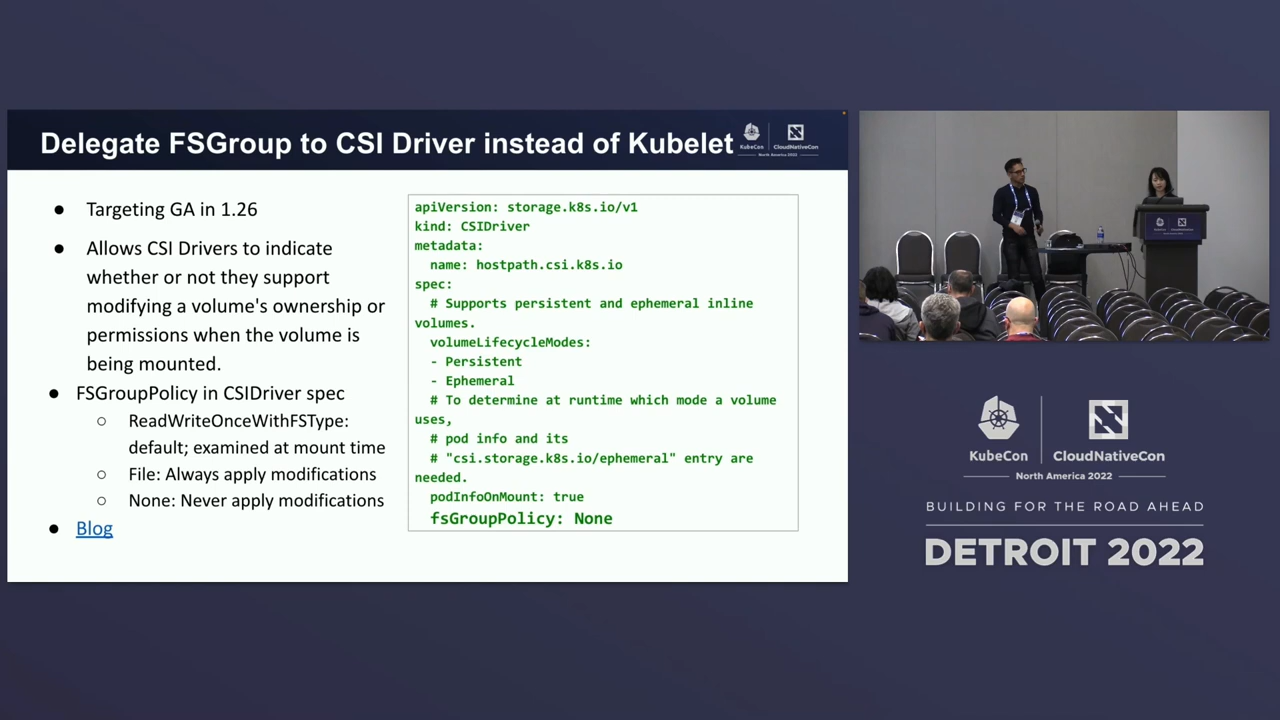 Delegate FSGroup to CSI Driver instead of Kubelet
KubeCon
CloudNativeCon
North America 2022
● Targeting GA in 1.26
● Allows CSI Drivers to indicate
whether or not they support
modifying a volume's ownership or
permissions when the volume is
being mounted.
● FSGroupPolicy in CSIDriver spec
○ ReadWriteOnceWithFSType:
default; examined at mount time
○ File: Always apply modifications
○ None: Never apply modifications
● Blog
apiVersion: storage.k8s.io/v1
kind: CSIDriver
metadata:
  name: hostpath.csi.k8s.io
spec:
  # Supports persistent and ephemeral inline
volumes.
  volumeLifecycleModes:
  - Persistent
  - Ephemeral
  # To determine at runtime which mode a volume
uses,
  # pod info and its
  # "csi.storage.k8s.io/ephemeral" entry are
needed.
  podInfoOnMount: true
  fsGroupPolicy: None
KubeCon
CloudNativeCon
North America 2022
BUILDING FOR THE ROAD AHEAD
DETROIT 2022